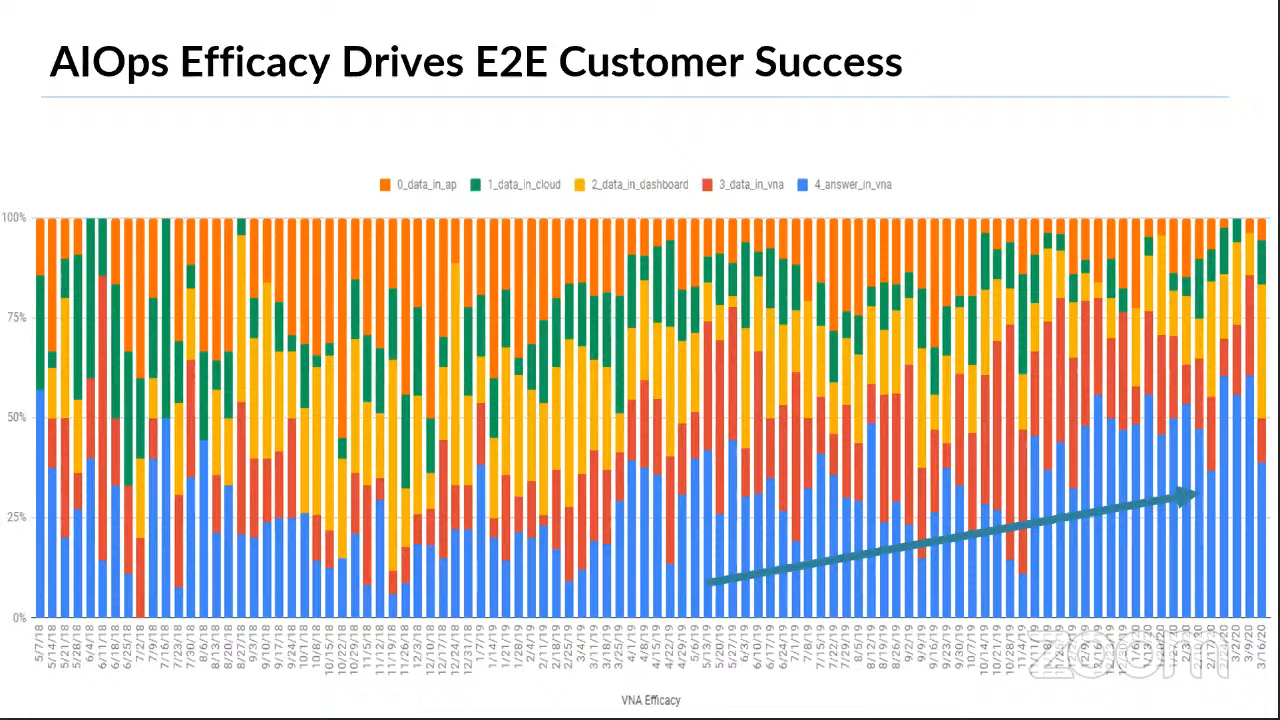 AIOps Efficacy Drives E2E Customer Success
0_data_in_ap 1_data_in_cloud 2_data_in_dashboard 3_data_in_vna 4_answer_in_vna
100%
75%
50%
25%
0%
5/7/18 5/14/18 5/21/18 5/28/18 6/4/18 6/11/18 6/18/18 6/25/18 7/2/18 7/9/18 7/16/18 7/23/18 7/30/18 8/6/18 8/13/18 8/20/18 8/27/18 9/3/18 9/10/18 9/17/18 9/24/18 10/1/18 10/8/18 10/15/18 10/22/18 10/29/18 11/5/18 11/12/18 11/19/18 11/26/18 12/3/18 12/10/18 12/17/18 12/24/18 12/31/18 1/7/19 1/14/19 1/21/19 1/28/19 2/4/19 2/11/19 2/18/19 2/25/19 3/4/19 3/11/19 3/18/19 3/25/19 4/1/19 4/8/19 4/15/19 4/22/19 4/29/19 5/6/19 5/13/19 5/20/19 5/27/19 6/3/19 6/10/19 6/17/19 6/24/19 7/1/19 7/8/19 7/15/19 7/22/19 7/29/19 8/5/19 8/12/19 8/19/19 8/26/19 9/2/19 9/9/19 9/16/19 9/23/19 9/30/19 10/7/19 10/14/19 10/21/19 10/28/19 11/4/19 3/2/20 3/9/20 3/16/20
zoom
VNA Efficacy